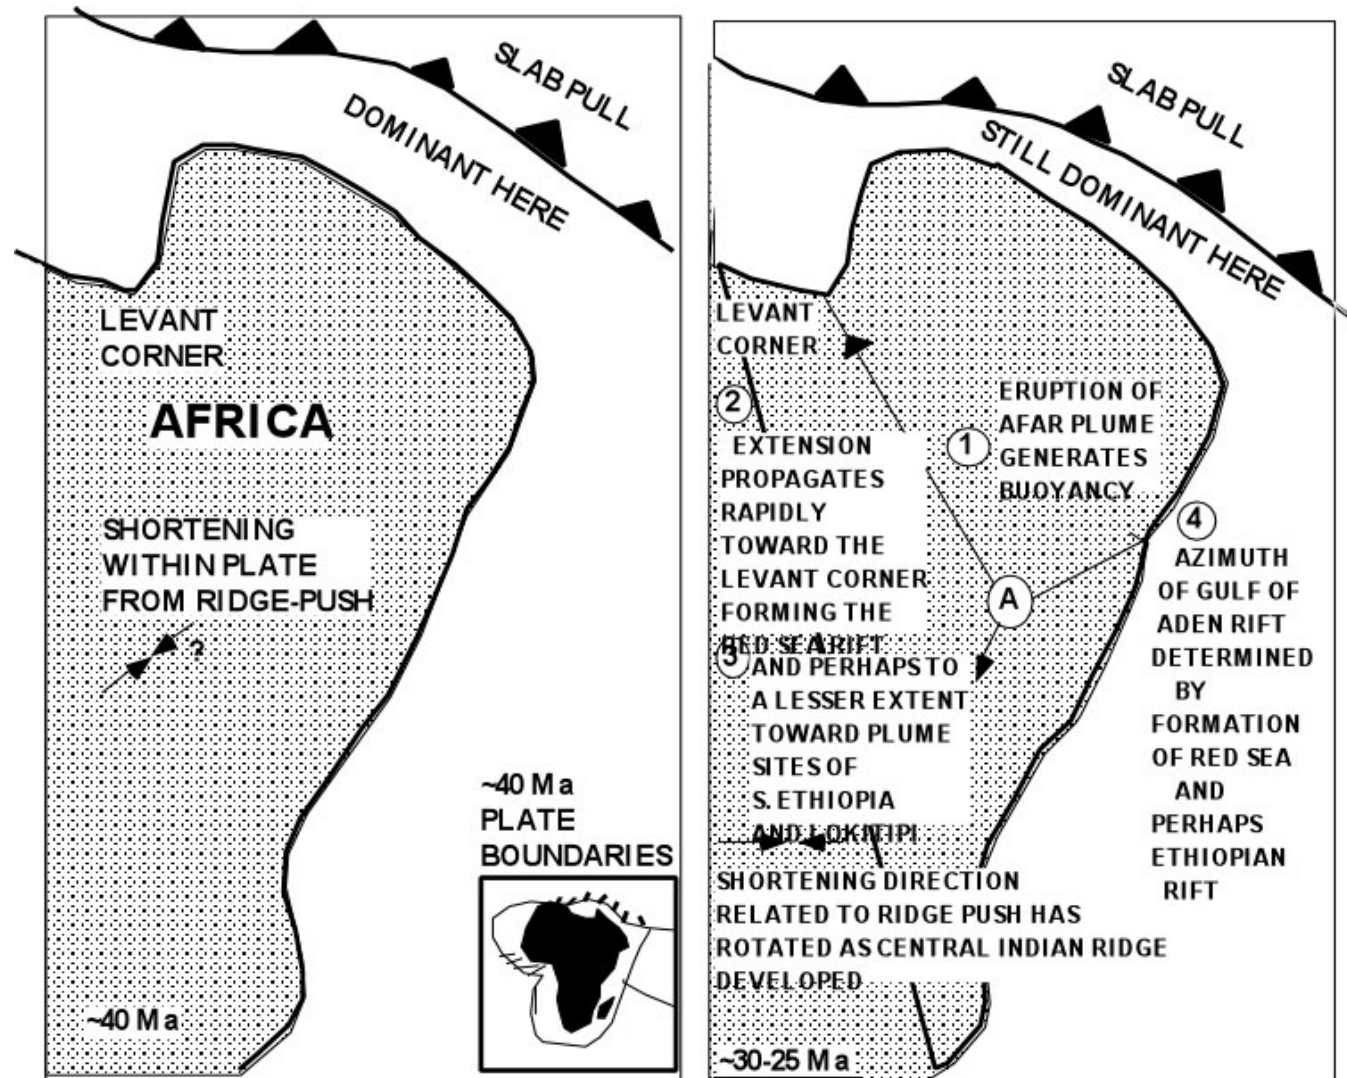 SLAB PULL
DOMINANT HERE
LEVANT
CORNER
AFRICA
SHORTENING
WITHIN PLATE
FROM RIDGE-PUSH
?
~40 Ma
PLATE
BOUNDARIES
~40 Ma
SLAB PULL
STILL DOMINANT HERE
LEVANT
CORNER
2
EXTENSION
PROPAGATES
RAPIDLY
TOWARD THE
LEVANT CORNER
FORMING THE
RED SEA RIFT
3
AND PERHAPS TO
A LESSER EXTENT
TOWARD PLUME
SITES OF
S. ETHIOPIA
AND LOKITIPI
1
ERUPTION OF
AFAR PLUME
GENERATES
BUOYANCY
A
4
AZIMUTH
OF GULF OF
ADEN RIFT
DETERMINED
BY
FORMATION
OF RED SEA
AND
PERHAPS
ETHIOPIAN
RIFT
SHORTENING DIRECTION
RELATED TO RIDGE PUSH HAS
ROTATED AS CENTRAL INDIAN RIDGE
DEVELOPED
~30-25 Ma